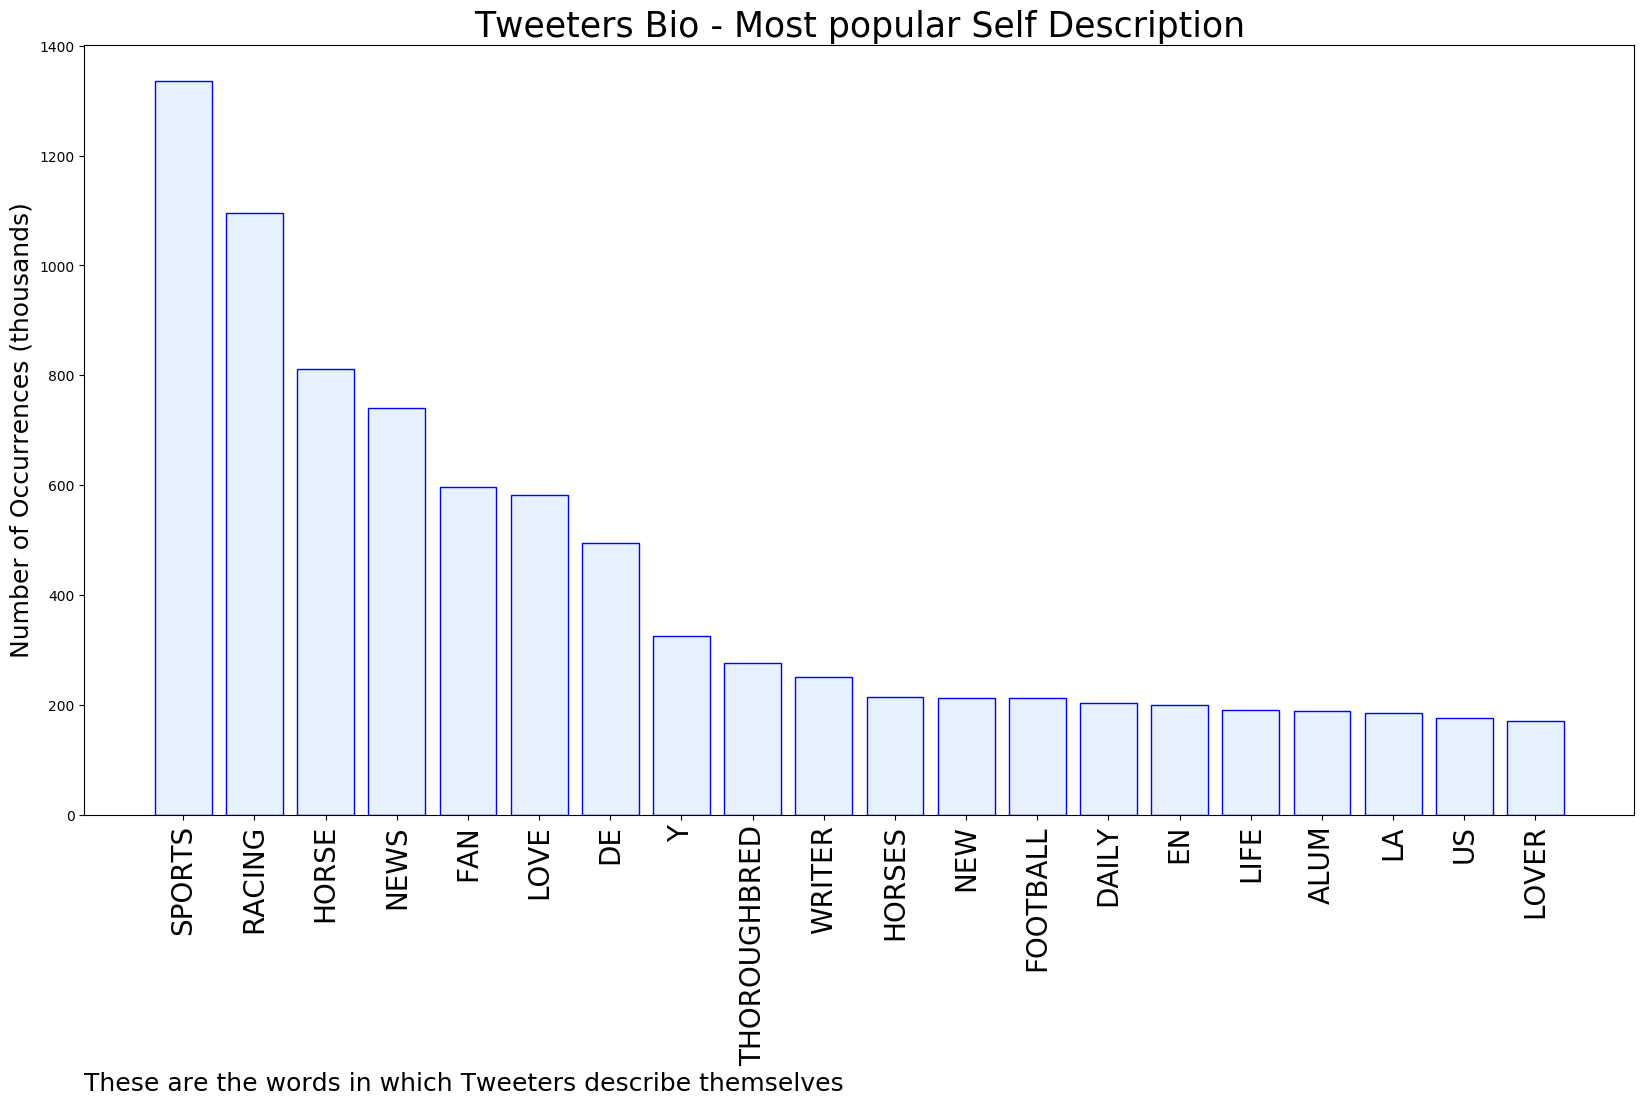 Tweeters Bio - Most popular Self Description
Number of Occurrences (thousands)
1400
1200
1000
800
600
400
200
0
SPORTS
RACING
HORSE
NEWS
FAN
LOVE
DE
Y
THOROUGHBRED
WRITER
HORSES
NEW
FOOTBALL
DAILY
EN
LIFE
ALUM
LA
US
LOVER
These are the words in which Tweeters describe themselves